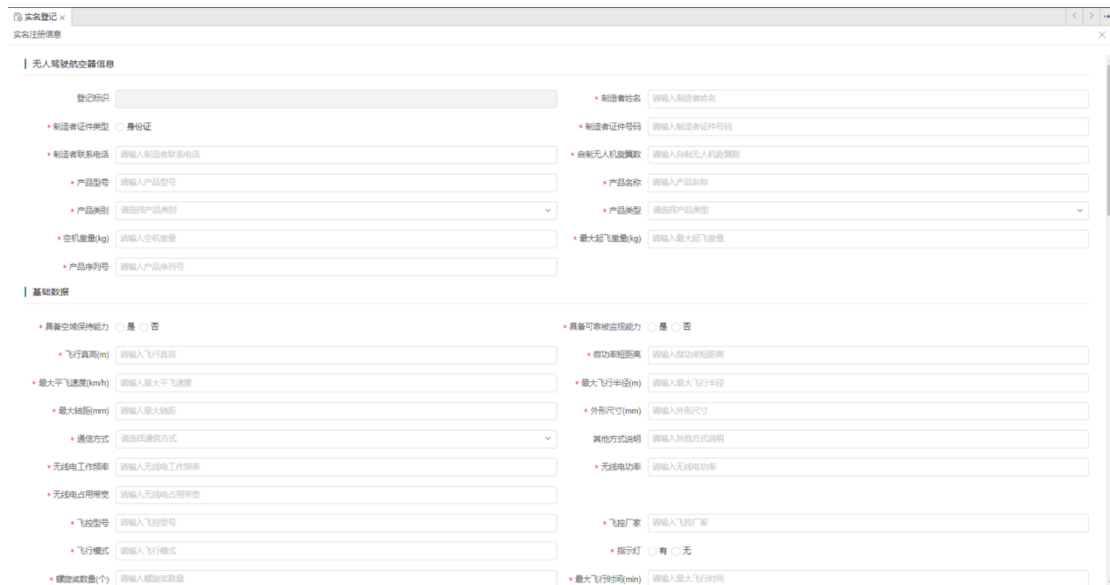 实名登记 ×
实名注册信息
无人驾驶航空器信息
登记标识 * 制造者姓名 请输入制造者姓名
* 制造者证件类型 身份证 * 制造者证件号码 请输入制造者证件号码
* 制造者联系电话 请输入制造者联系电话 * 自制无人机旋翼数 请输入自制无人机旋翼数
* 产品型号 请输入产品型号 * 产品名称 请输入产品名称
* 产品类别 请选择产品类别 * 产品类型 请选择产品类型
* 空机重量(kg) 请输入空机重量 * 最大起飞重量(kg) 请输入最大起飞重量
* 产品序列号 请输入产品序列号
基础数据
* 具备空域保持能力 是 否 * 具备可靠被监视能力 是 否
* 飞行真高(m) 请输入飞行真高 * 微功率短距离 请输入微功率短距离
* 最大平飞速度(km/h) 请输入最大平飞速度 * 最大飞行半径(m) 请输入最大飞行半径
* 最大轴距(mm) 请输入最大轴距 * 外形尺寸(mm) 请输入外形尺寸
* 通信方式 请选择通信方式 其他方式说明 请输入其他方式说明
* 无线电工作频率 请输入无线电工作频率 * 无线电功率 请输入无线电功率
* 无线电占用带宽 请输入无线电占用带宽
* 飞控型号 请输入飞控型号 * 飞控厂家 请输入飞控厂家
* 飞行模式 请输入飞行模式 * 指示灯 有 无
* 螺旋桨数量(个) 请输入螺旋桨数量 * 最大飞行时间(min) 请输入最大飞行时间